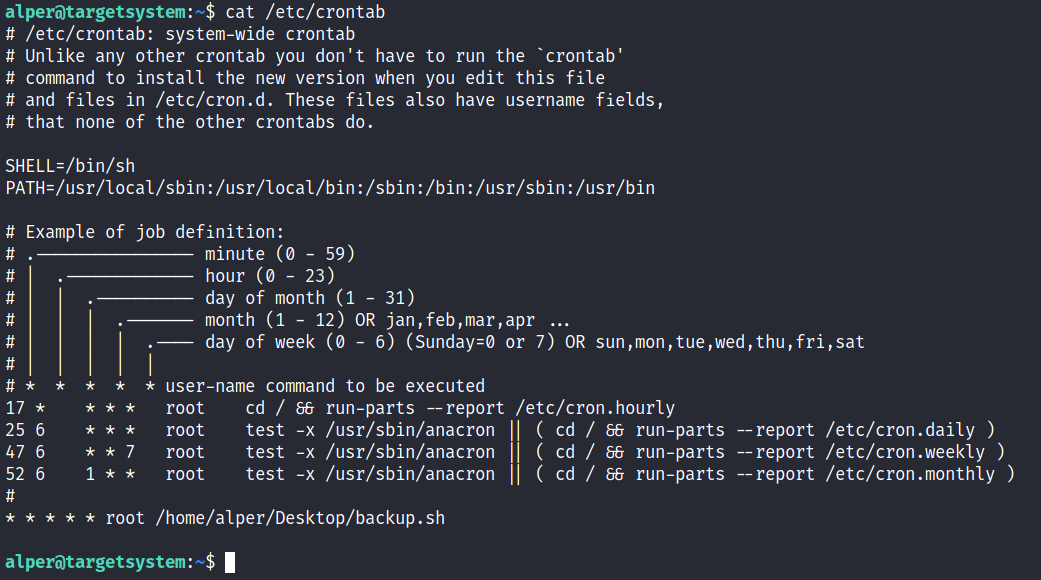 alper@targetsystem:~$ cat /etc/crontab
# /etc/crontab: system-wide crontab
# Unlike any other crontab you don't have to run the `crontab'
# command to install the new version when you edit this file
# and files in /etc/cron.d. These files also have username fields,
# that none of the other crontabs do.

SHELL=/bin/sh
PATH=/usr/local/sbin:/usr/local/bin:/sbin:/bin:/usr/sbin:/usr/bin

# Example of job definition:
# .---------------- minute (0 - 59)
# |  .------------- hour (0 - 23)
# |  |  .---------- day of month (1 - 31)
# |  |  |  .------- month (1 - 12) OR jan,feb,mar,apr ...
# |  |  |  |  .---- day of week (0 - 6) (Sunday=0 or 7) OR sun,mon,tue,wed,thu,fri,sat
# |  |  |  |  |
# *  *  *  *  * user-name command to be executed
17 *    * * *   root    cd / && run-parts --report /etc/cron.hourly
25 6    * * *   root    test -x /usr/sbin/anacron || ( cd / && run-parts --report /etc/cron.daily )
47 6    * * 7   root    test -x /usr/sbin/anacron || ( cd / && run-parts --report /etc/cron.weekly )
52 6    1 * *   root    test -x /usr/sbin/anacron || ( cd / && run-parts --report /etc/cron.monthly )
#
* * * * * root /home/alper/Desktop/backup.sh

alper@targetsystem:~$